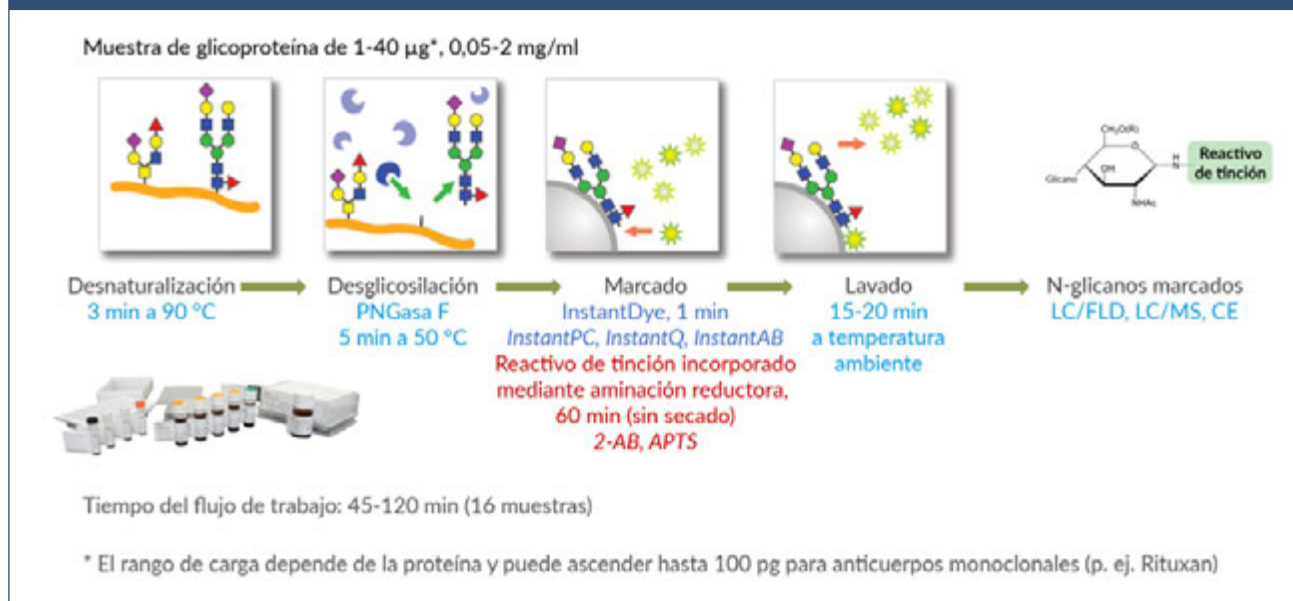 Muestra de glicoproteína de 1-40 µg*, 0,05-2 mg/ml
CH₂O(R)
O
Glicano
OH
NHAc
H
N
Reactivo
de tinción
Desnaturalización
3 min a 90 °C
Desglicosilación
PNGasa F
5 min a 50 °C
Marcado
InstantDye, 1 min
InstantPC, InstantQ, InstantAB
Reactivo de tinción incorporado
mediante aminación reductora,
60 min (sin secado)
2-AB, APTS
Lavado
15-20 min
a temperatura
ambiente
N-glicanos marcados
LC/FLD, LC/MS, CE
Tiempo del flujo de trabajo: 45-120 min (16 muestras)
* El rango de carga depende de la proteína y puede ascender hasta 100 pg para anticuerpos monoclonales (p. ej. Rituxan)